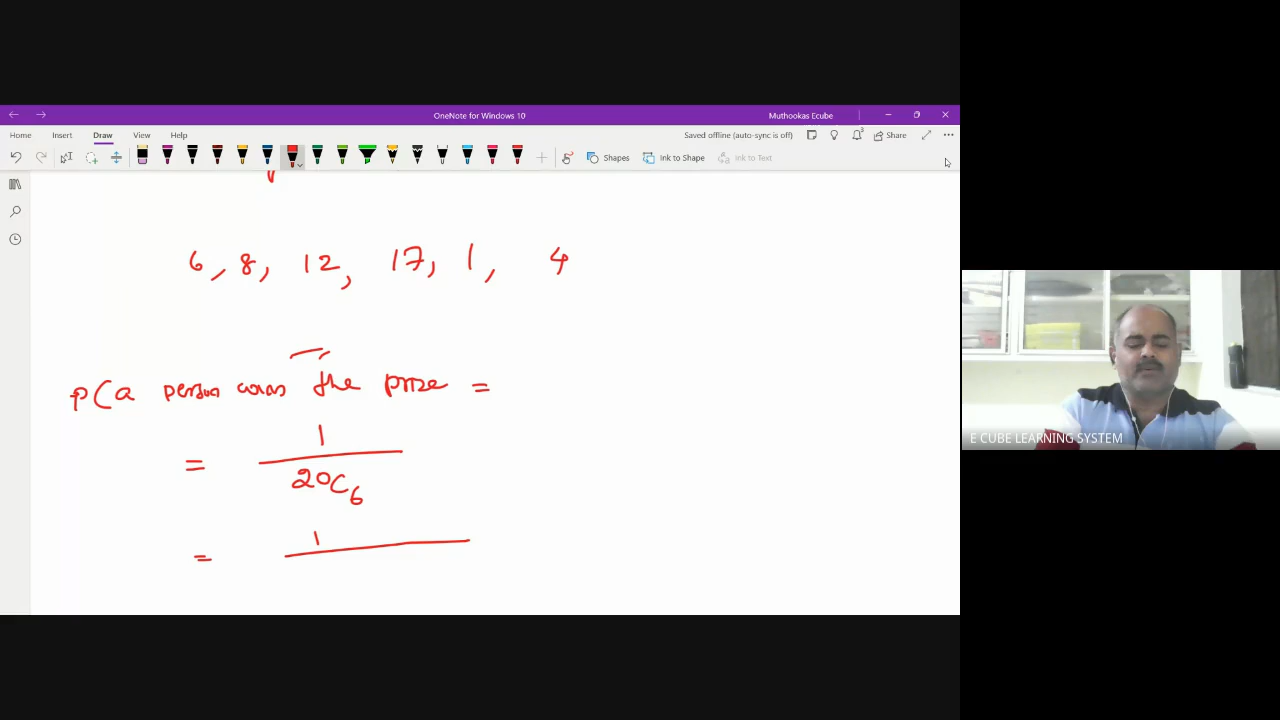 OneNote for Windows 10
Muthookas Ecube
Home Insert Draw View Help
Saved offline (auto-sync is off)
Share
Shapes
Ink to Shape
Ink to Text
6, 8, 12, 17, 1, 4
P(a person wins the prize =
= 1
20C6
= 1
E CUBE LEARNING SYSTEM